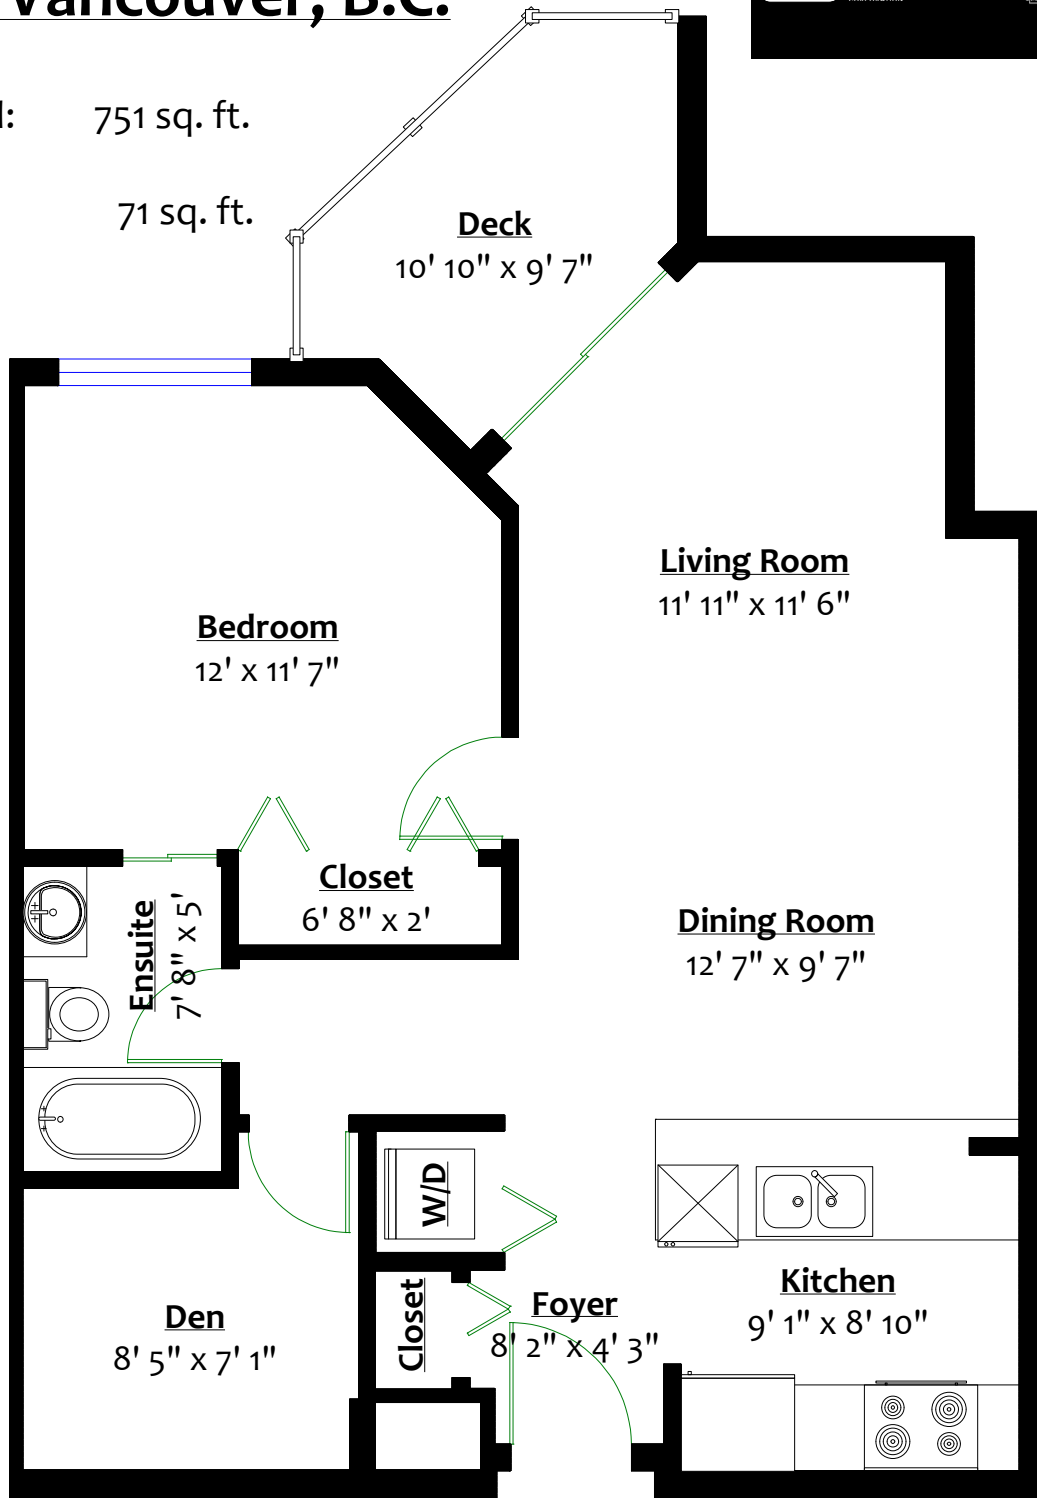 Vancouver, B.C.
751 sq. ft.
71 sq. ft.
Deck
10' 10" x 9' 7"
Living Room
11' 11" x 11' 6"
Bedroom
12' x 11' 7"
Closet
6' 8" x 2'
Ensuite
7' 8" x 5'
Dining Room
12' 7" x 9' 7"
W/D
Closet
Foyer
8' 2" x 4' 3"
Kitchen
9' 1" x 8' 10"
Den
8' 5" x 7' 1"